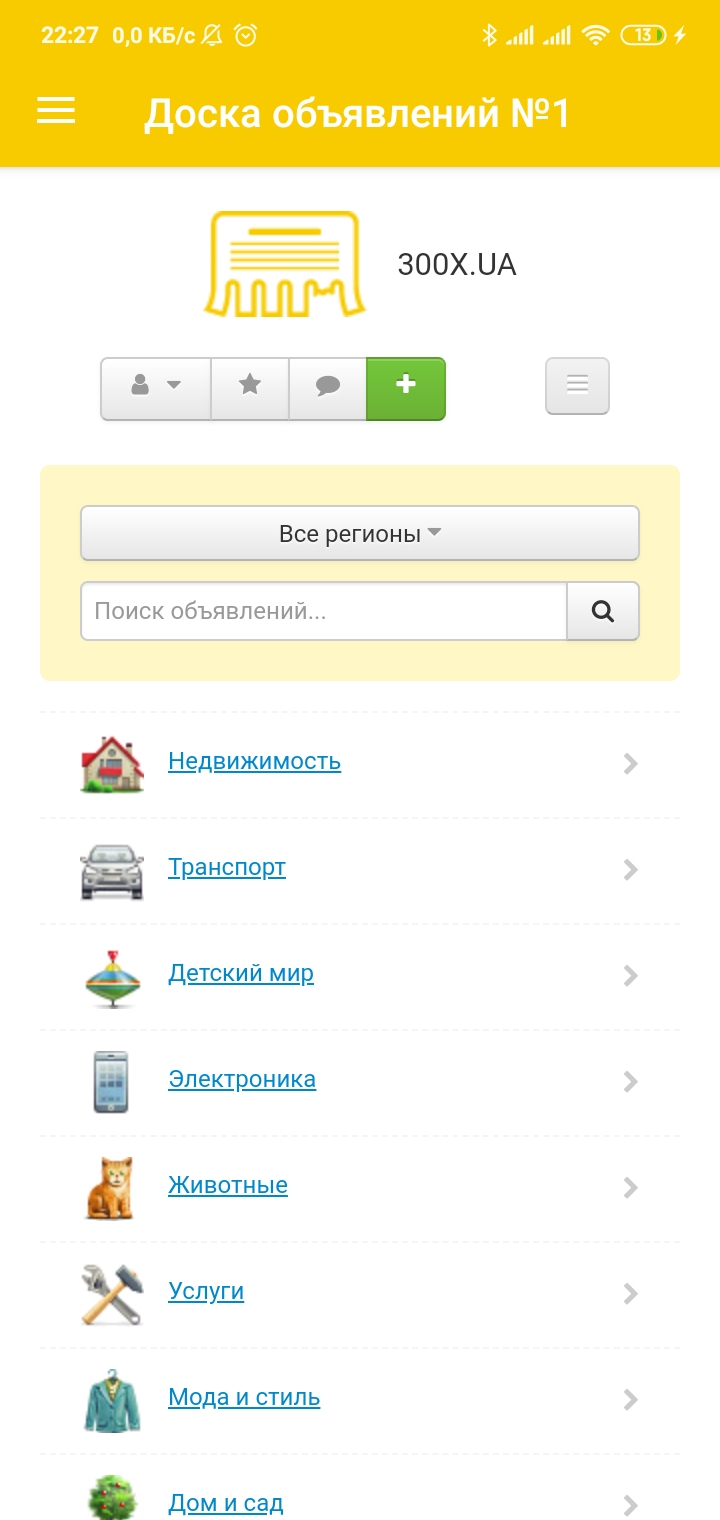 22:27 0,0 КБ/с 13
Доска объявлений №1
300X.UA
Все регионы
Поиск объявлений...
Недвижимость
Транспорт
Детский мир
Электроника
Животные
Услуги
Мода и стиль
Дом и сад